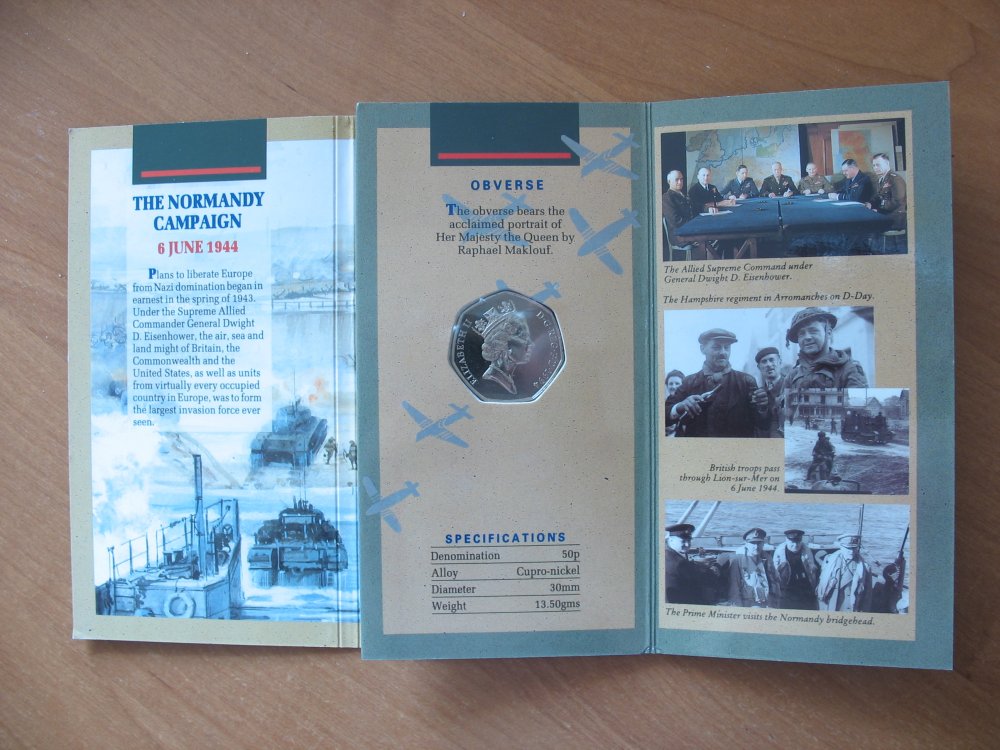 THE NORMANDY
CAMPAIGN
6 JUNE 1944
Plans to liberate Europe
from Nazi domination began in
earnest in the spring of 1943.
Under the Supreme Allied
Commander General Dwight
D. Eisenhower, the air, sea and
land might of Britain, the
Commonwealth and the
United States, as well as units
from virtually every occupied
country in Europe, was to form
the largest invasion force ever
seen.
OBVERSE
The obverse bears the
acclaimed portrait of
Her Majesty the Queen by
Raphael Maklouf.
ELIZABETH II
SPECIFICATIONS
Denomination 50p
Alloy Cupro-nickel
Diameter 30mm
Weight 13.50gms
The Allied Supreme Command under
General Dwight D. Eisenhower.
The Hampshire regiment in Arromanches on D-Day.
British troops pass
through Lion-sur-Mer on
6 June 1944.
The Prime Minister visits the Normandy bridgehead.